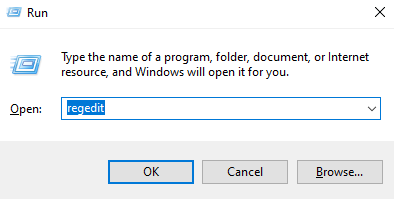 Run
Type the name of a program, folder, document, or Internet
resource, and Windows will open it for you.
Open: regedit
OK Cancel Browse...